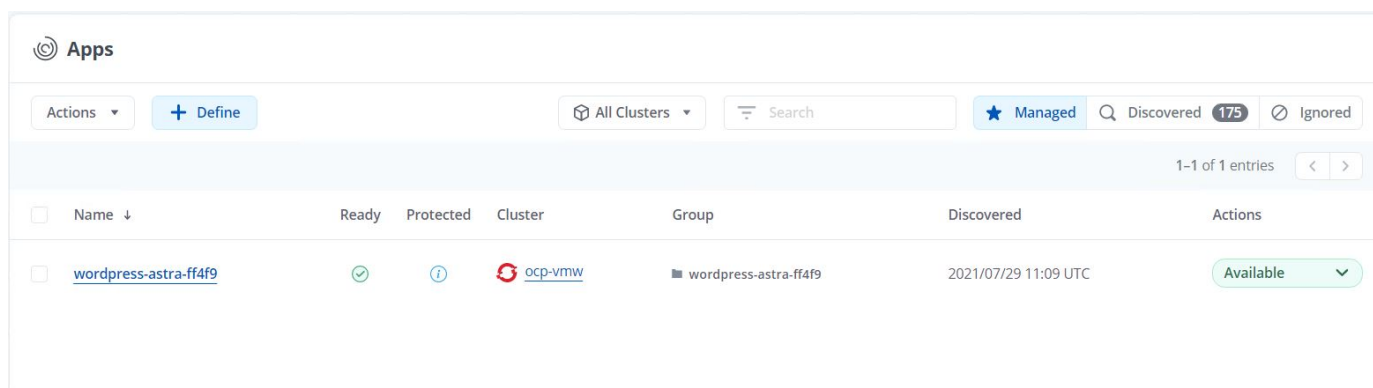 Apps
Actions + Define All Clusters Search Managed Discovered 175 Ignored
1–1 of 1 entries < >
Name ↓ Ready Protected Cluster Group Discovered Actions
wordpress-astra-ff4f9 i ocp-vmw wordpress-astra-ff4f9 2021/07/29 11:09 UTC Available